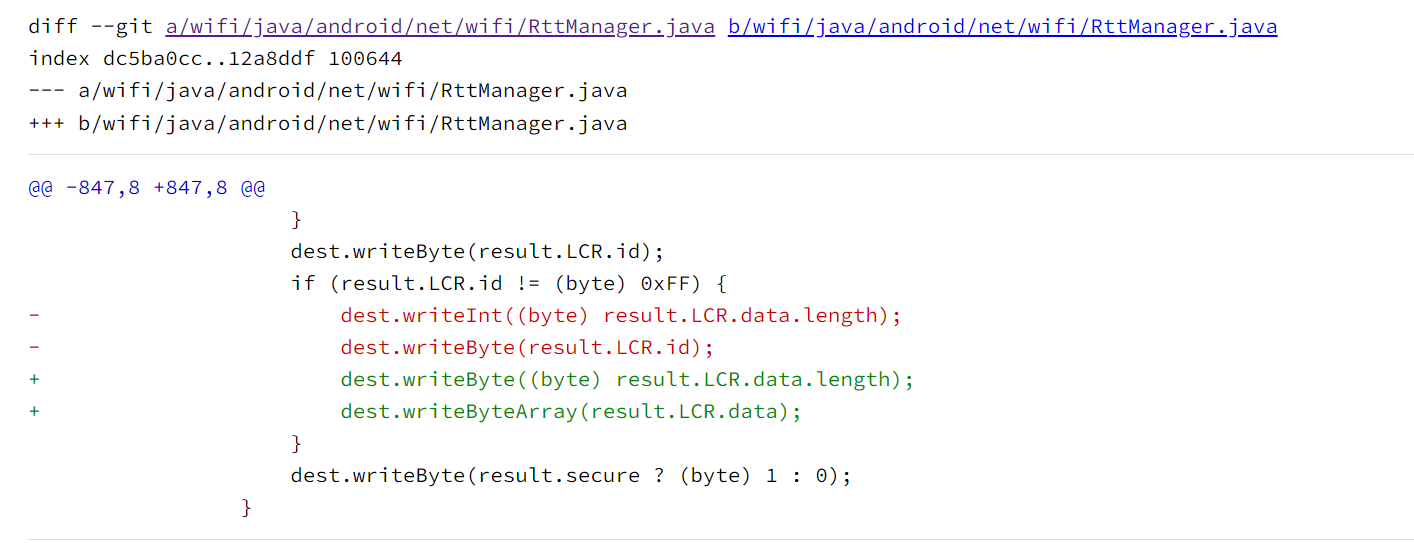 diff --git a/wifi/java/android/net/wifi/RttManager.java b/wifi/java/android/net/wifi/RttManager.java
index dc5ba0cc..12a8ddf 100644
--- a/wifi/java/android/net/wifi/RttManager.java
+++ b/wifi/java/android/net/wifi/RttManager.java
@@ -847,8 +847,8 @@
                     }
                     dest.writeByte(result.LCR.id);
                     if (result.LCR.id != (byte) 0xFF) {
-                        dest.writeInt((byte) result.LCR.data.length);
-                        dest.writeByte(result.LCR.id);
+                        dest.writeByte((byte) result.LCR.data.length);
+                        dest.writeByteArray(result.LCR.data);
                     }
                     dest.writeByte(result.secure ? (byte) 1 : 0);
                 }